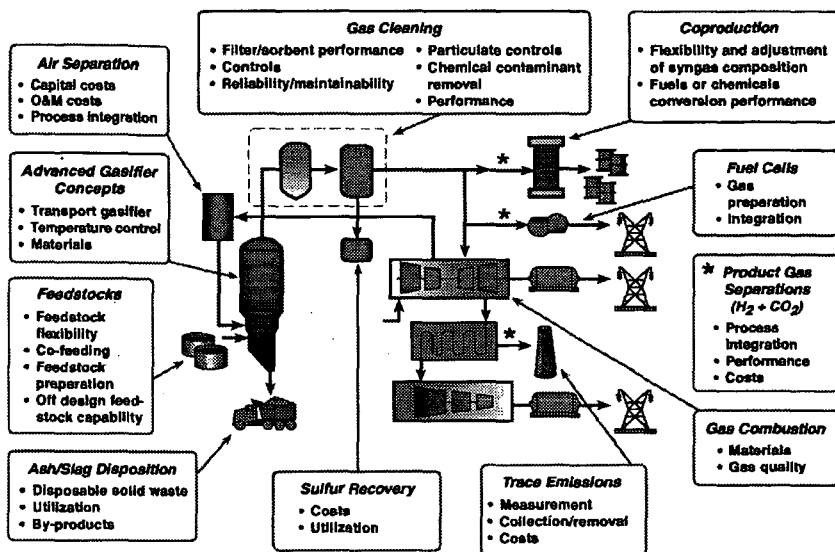 Gas Cleaning
• Filter/sorbent performance
• Controls
• Reliability/maintainability
• Particulate controls
• Chemical contaminant
removal
• Performance
Coproduction
• Flexibility and adjustment
of syngas composition
• Fuels or chemicals
conversion performance
Air Separation
• Capital costs
• O&M costs
• Process integration
Advanced Gasifier
Concepts
• Transport gasifier
• Temperature control
• Materials
Fuel Cells
• Gas
preparation
• Integration
Feedstocks
• Feedstock
flexibility
• Co-feeding
• Feedstock
preparation
• Off design feed-
stock capability
* Product Gas
Separations
(H₂ + CO₂)
• Process
Integration
• Performance
• Costs
*
*
*
Gas Combustion
• Materials
• Gas quality
Ash/Slag Disposition
• Disposable solid waste
• Utilization
• By-products
Sulfur Recovery
• Costs
• Utilization
Trace Emissions
• Measurement
• Collection/removal
• Costs